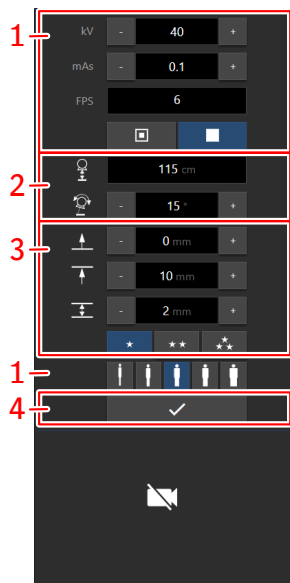 1
kV - 40 +
mAs - 0.1 +
FPS 6
2
115 cm
- 15 ° +
3
- 0 mm +
- 10 mm +
- 2 mm +
1
4